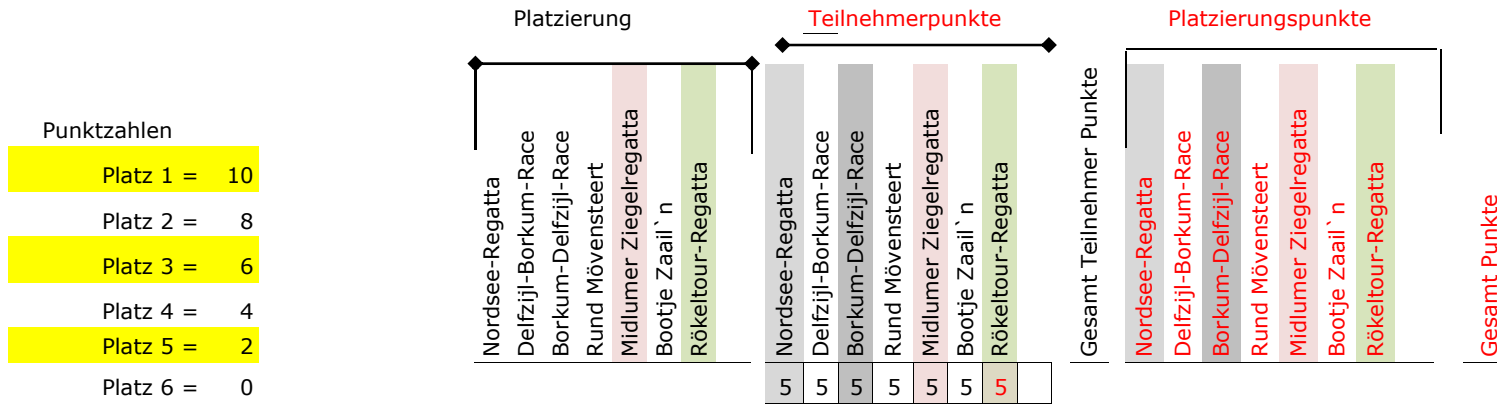 Platzierung
Teilnehmerpunkte
Platzierungspunkte
Punktzahlen
Platz 1 = 10
Platz 2 = 8
Platz 3 = 6
Platz 4 = 4
Platz 5 = 2
Platz 6 = 0
Nordsee-Regatta
Delfzijl-Borkum-Race
Borkum-Delfzijl-Race
Rund Mövensteert
Midlumer Ziegelregatta
Bootje Zaail`n
Rökeltour-Regatta
Nordsee-Regatta
Delfzijl-Borkum-Race
Borkum-Delfzijl-Race
Rund Mövensteert
Midlumer Ziegelregatta
Bootje Zaail`n
Rökeltour-Regatta
Gesamt Teilnehmer Punkte
Nordsee-Regatta
Delfzijl-Borkum-Race
Borkum-Delfzijl-Race
Rund Mövensteert
Midlumer Ziegelregatta
Bootje Zaail`n
Rökeltour-Regatta
Gesamt Punkte
5 5 5 5 5 5 5